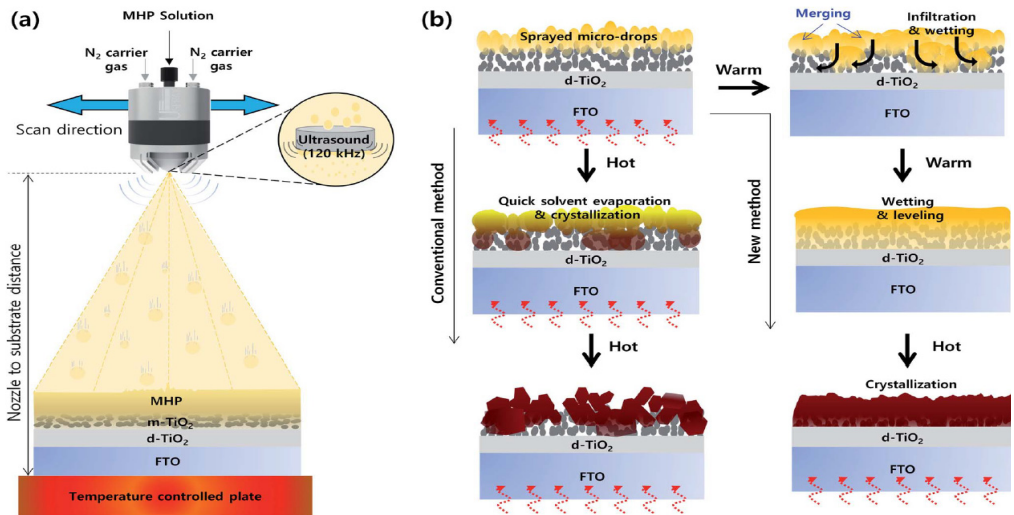 (a)
MHP Solution
N₂ carrier
gas
N₂ carrier
gas
Scan direction
Ultrasound
(120 kHz)
Nozzle to substrate distance
MHP
m-TiO₂
d-TiO₂
FTO
Temperature controlled plate
(b)
Sprayed micro-drops
d-TiO₂
FTO
Warm
Merging
Infiltration
& wetting
d-TiO₂
FTO
Hot
Warm
Conventional method
New method
Quick solvent evaporation
& crystallization
d-TiO₂
FTO
Wetting
& leveling
d-TiO₂
FTO
Hot
Hot
d-TiO₂
FTO
Crystallization
d-TiO₂
FTO